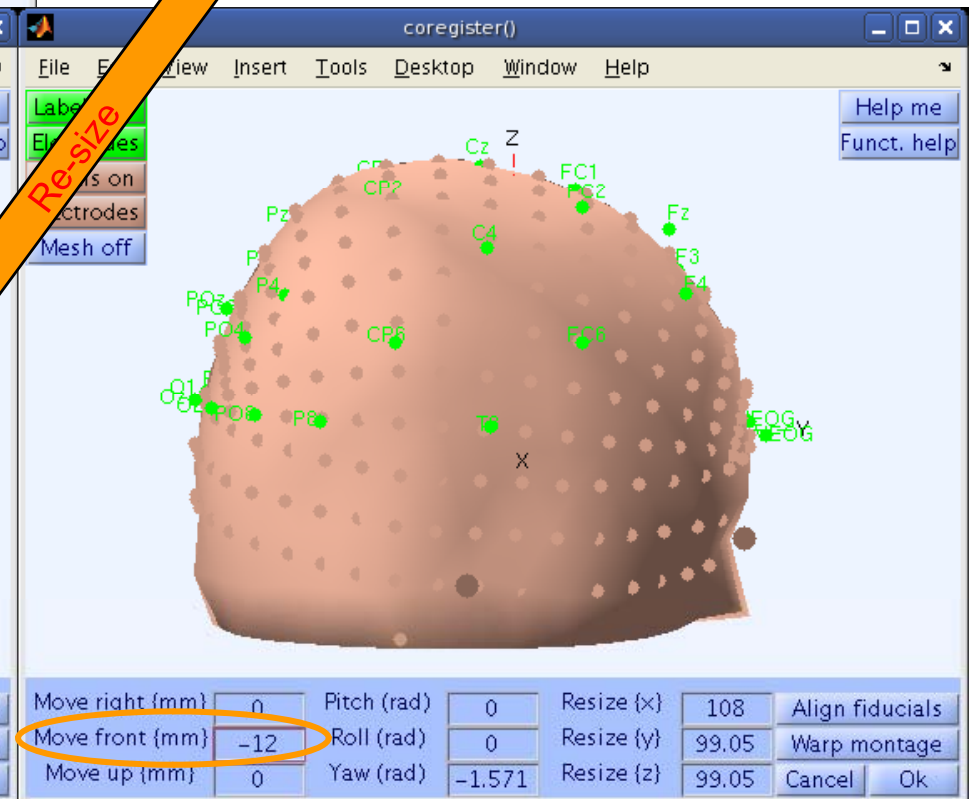 coregister()
File
View Insert Tools Desktop Window Help
Re-size
Help me
Funct. help
Mesh off
Z
Cz
CP2
FC1
FC2
Pz
Fz
C4
F3
P4
F4
POz
PO4
CP6
FC6
O1
PO8
P8
T8
EOG
Y
X
Move right {mm} 0 Pitch (rad) 0 Resize {x} 108 Align fiducials
Move front {mm} -12 Roll (rad) 0 Resize {y} 99.05 Warp montage
Move up {mm} 0 Yaw (rad) -1.571 Resize {z} 99.05 Cancel Ok